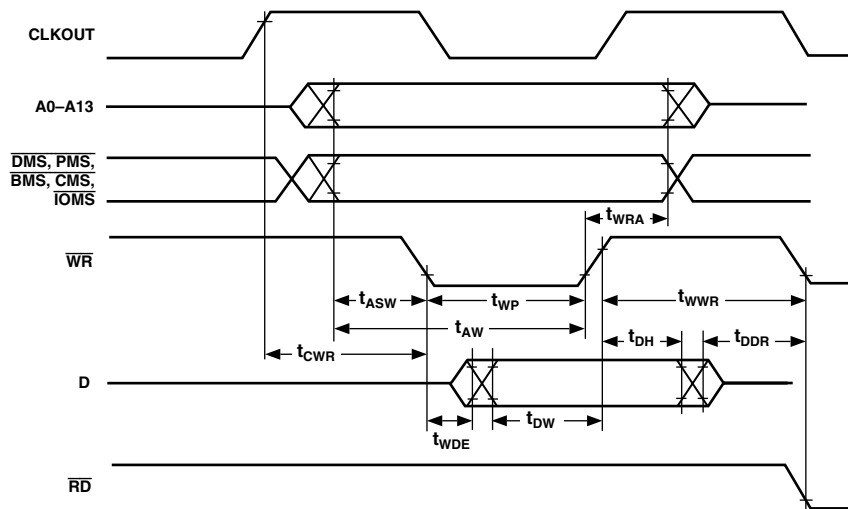 CLKOUT
A0–A13
DMS, PMS,
BMS, CMS,
IOMS
tWRA
WR
tASW
tWP
tWWR
tAW
tDH
tDDR
tCWR
D
tWDE
tDW
RD